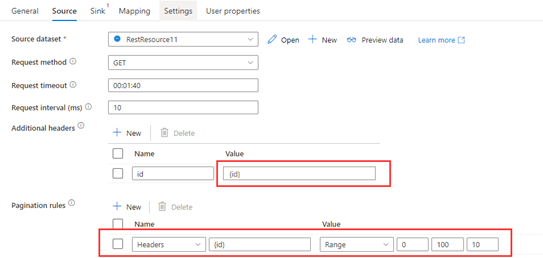 General Source Sink 1 Mapping Settings User properties
Source dataset * RestResource11 Open New Preview data Learn more
Request method GET
Request timeout 00:01:40
Request interval (ms) 10
Additional headers New Delete
Name Value
id {id}
Pagination rules New Delete
Name Value
Headers {id} Range 0 100 10